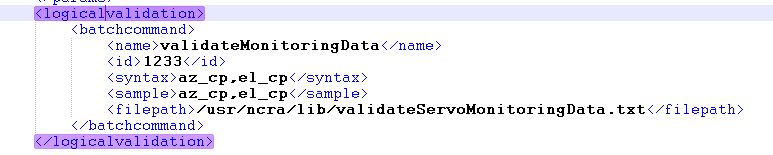 </params>
<logicalvalidation>
<batchcommand>
<name>validateMonitoringData</name>
<id>1233</id>
<syntax>az_cp,el_cp</syntax>
<sample>az_cp,el_cp</sample>
<filepath>/usr/ncra/lib/validateServoMonitoringData.txt</filepath>
</batchcommand>
</logicalvalidation>